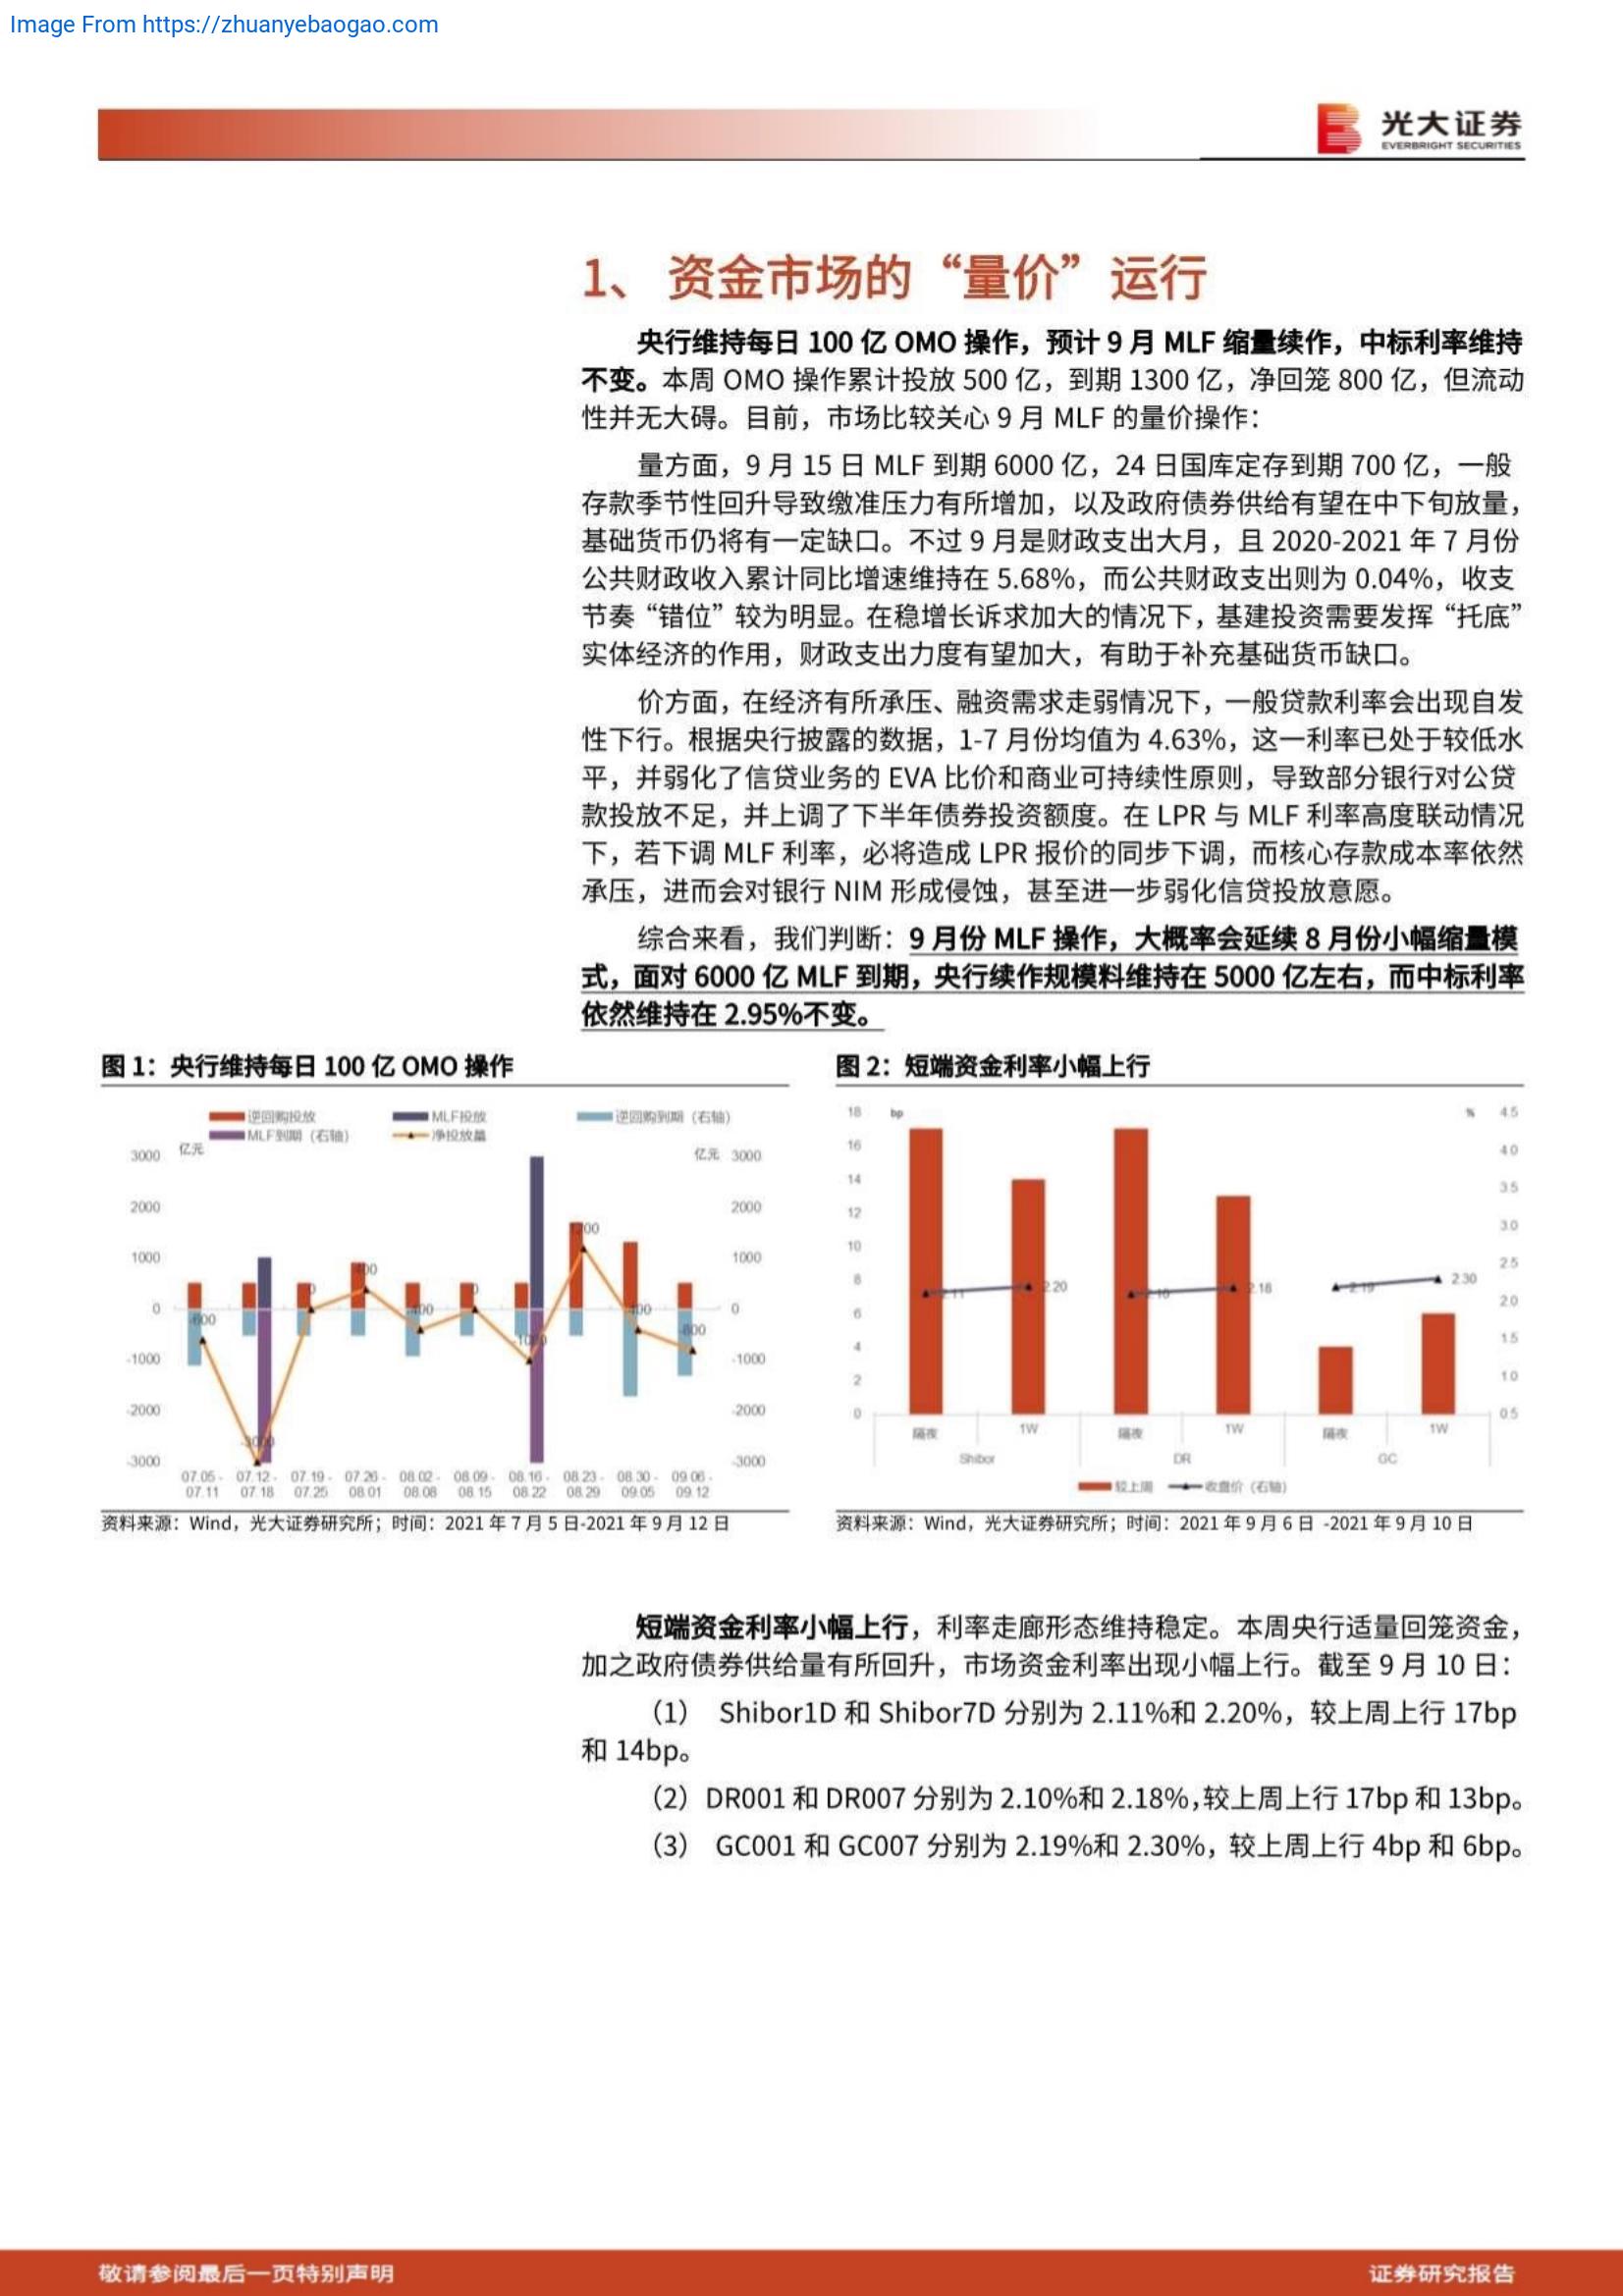 Image From https://zhuanyebaogao.com
光大证券
EVERBRIGHT SECURITIES
1、 资金市场的“量价”运行
央行维持每日 100 亿 OMO 操作，预计 9 月 MLF 缩量续作，中标利率维持
不变。本周 OMO 操作累计投放 500 亿，到期 1300 亿，净回笼 800 亿，但流动
性并无大碍。目前，市场比较关心 9 月 MLF 的量价操作：
量方面，9 月 15 日 MLF 到期 6000 亿，24 日国库定存到期 700 亿，一般
存款季节性回升导致缴准压力有所增加，以及政府债券供给有望在中下旬放量，
基础货币仍将有一定缺口。不过 9 月是财政支出大月，且 2020-2021 年 7 月份
公共财政收入累计同比增速维持在 5.68%，而公共财政支出则为 0.04%，收支
节奏“错位”较为明显。在稳增长诉求加大的情况下，基建投资需要发挥“托底”
实体经济的作用，财政支出力度有望加大，有助于补充基础货币缺口。
价方面，在经济有所承压、融资需求走弱情况下，一般贷款利率会出现自发
性下行。根据央行披露的数据，1-7 月份均值为 4.63%，这一利率已处于较低水
平，并弱化了信贷业务的 EVA 比价和商业可持续性原则，导致部分银行对公贷
款投放不足，并上调了下半年债券投资额度。在 LPR 与 MLF 利率高度联动情况
下，若下调 MLF 利率，必将造成 LPR 报价的同步下调，而核心存款成本率依然
承压，进而会对银行 NIM 形成侵蚀，甚至进一步弱化信贷投放意愿。
综合来看，我们判断：9 月份 MLF 操作，大概率会延续 8 月份小幅缩量模
式，面对 6000 亿 MLF 到期，央行续作规模料维持在 5000 亿左右，而中标利率
依然维持在 2.95%不变。
图 1：央行维持每日 100 亿 OMO 操作
逆回购投放 MLF投放 逆回购到期（右轴）
MLF到期（右轴） 净投放量
亿元 亿元
3000 3000
2000 2000
1000 1000
0 0
-1000 -1000
-2000 -2000
-3000 -3000
-600 -3000 0 400 -400 0 -1000 1200 -400 -800
07.05 - 07.12 - 07.19 - 07.26 - 08.02 - 08.09 - 08.16 - 08.23 - 08.30 - 09.06 -
07.11 07.18 07.25 08.01 08.08 08.15 08.22 08.29 09.05 09.12
资料来源：Wind，光大证券研究所；时间：2021 年 7 月 5 日-2021 年 9 月 12 日
图 2：短端资金利率小幅上行
bp %
18 16 14 12 10 8 6 4 2 0
4.5 4.0 3.5 3.0 2.5 2.0 1.5 1.0 0.5
2.11 2.20 2.10 2.18 2.19 2.30
隔夜 1W 隔夜 1W 隔夜 1W
Shibor DR GC
较上周 收盘价（右轴）
资料来源：Wind，光大证券研究所；时间：2021 年 9 月 6 日 -2021 年 9 月 10 日
短端资金利率小幅上行，利率走廊形态维持稳定。本周央行适量回笼资金，
加之政府债券供给量有所回升，市场资金利率出现小幅上行。截至 9 月 10 日：
（1） Shibor1D 和 Shibor7D 分别为 2.11%和 2.20%，较上周上行 17bp
和 14bp。
（2）DR001 和 DR007 分别为 2.10%和 2.18%，较上周上行 17bp 和 13bp。
（3） GC001 和 GC007 分别为 2.19%和 2.30%，较上周上行 4bp 和 6bp。
敬请参阅最后一页特别声明
证券研究报告